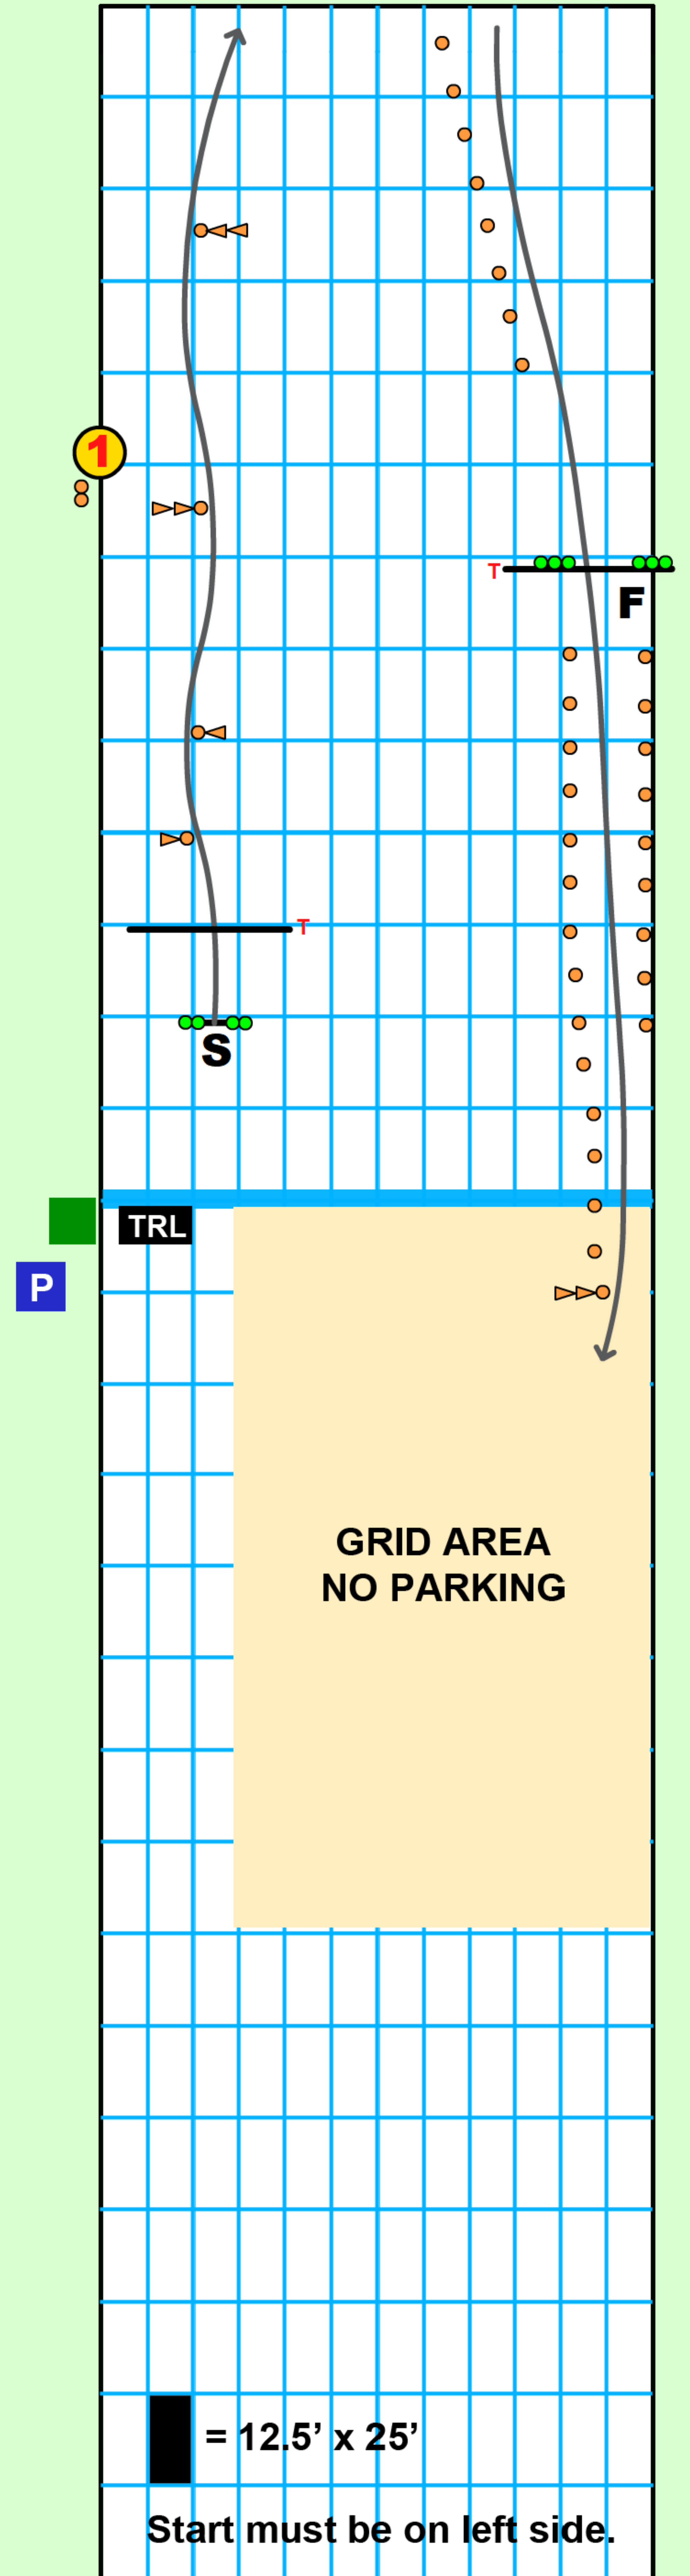 1
T
F
T
S
TRL
P
GRID AREA
NO PARKING
= 12.5’ x 25’
Start must be on left side.